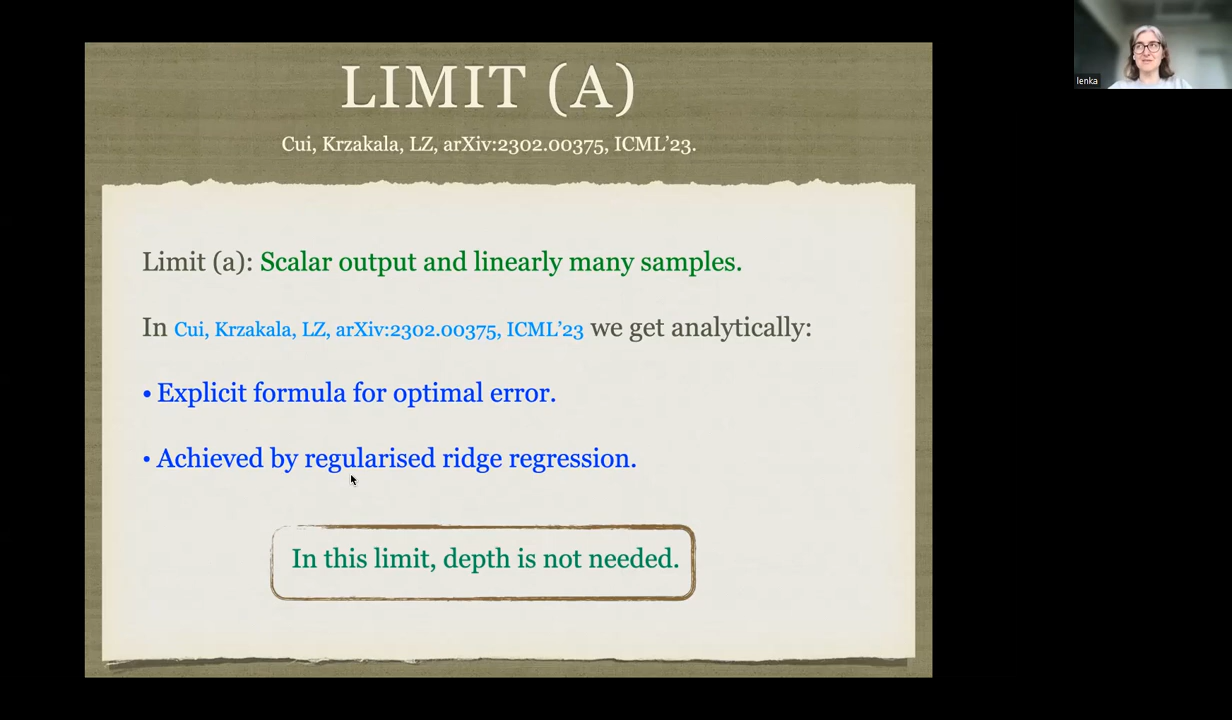 LIMIT (A)
Cui, Krzakala, LZ, arXiv:2302.00375, ICML’23.
lenka
Limit (a): Scalar output and linearly many samples.
In Cui, Krzakala, LZ, arXiv:2302.00375, ICML’23 we get analytically:
• Explicit formula for optimal error.
• Achieved by regularised ridge regression.
In this limit, depth is not needed.